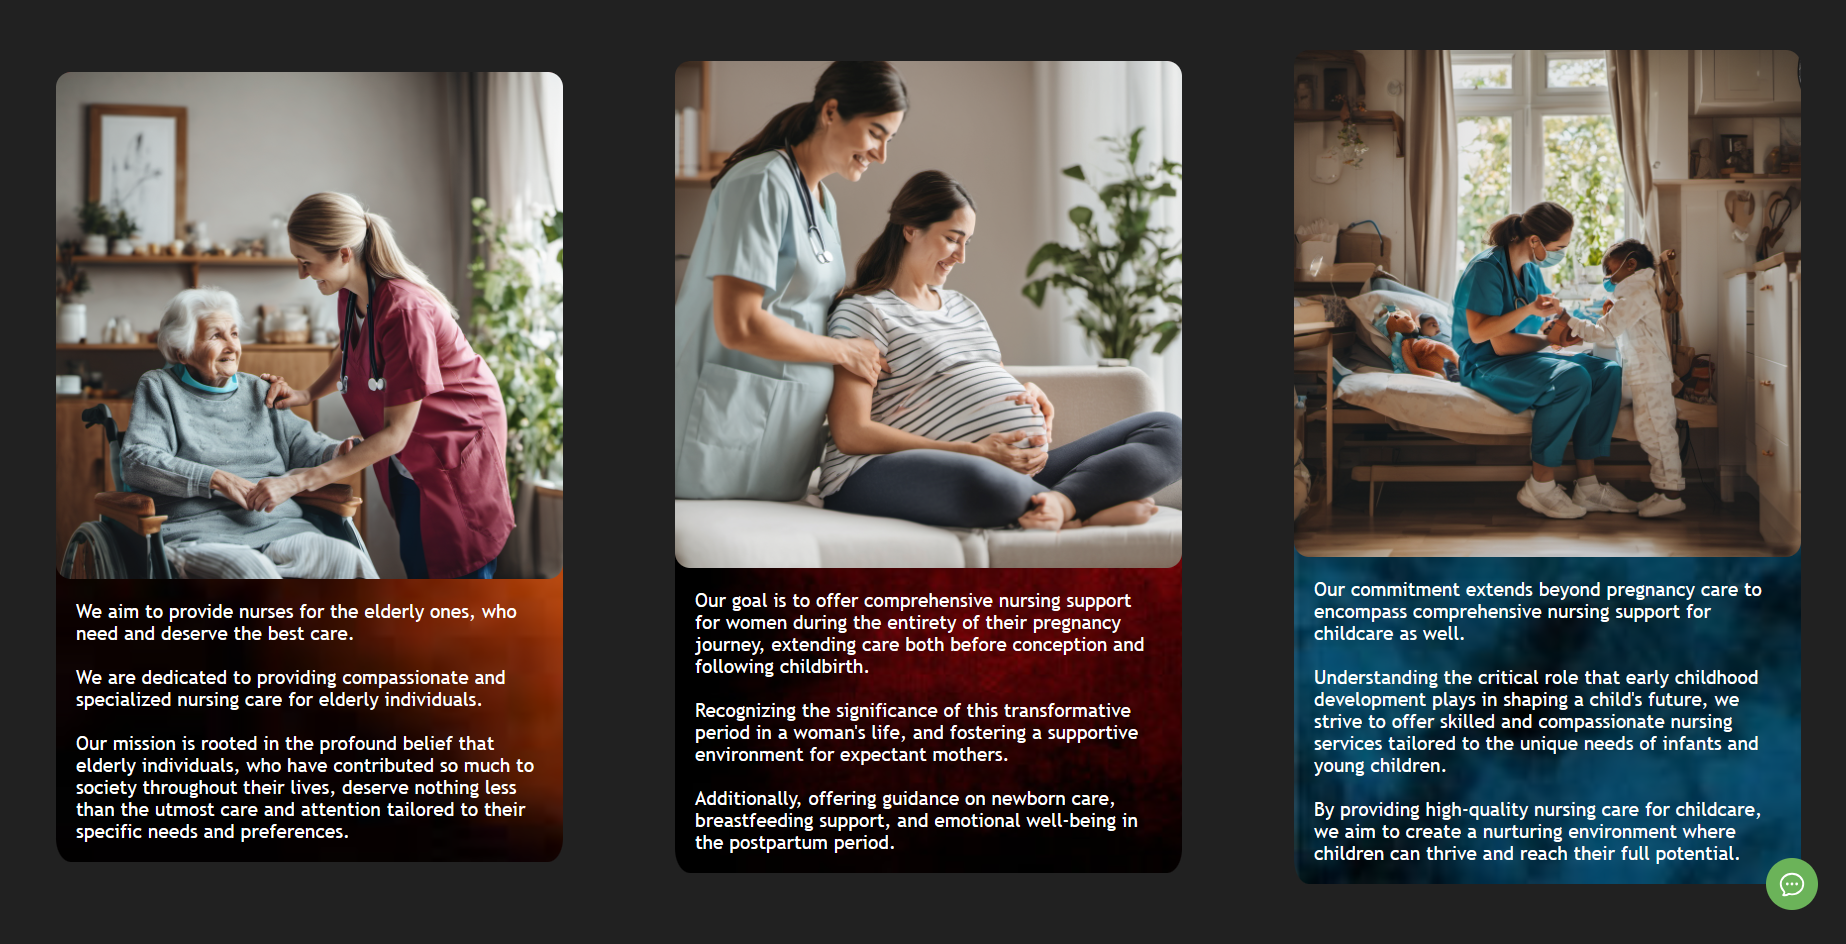 We aim to provide nurses for the elderly ones, who
need and deserve the best care.
We are dedicated to providing compassionate and
specialized nursing care for elderly individuals.
Our mission is rooted in the profound belief that
elderly individuals, who have contributed so much to
society throughout their lives, deserve nothing less
than the utmost care and attention tailored to their
specific needs and preferences.
Our goal is to offer comprehensive nursing support
for women during the entirety of their pregnancy
journey, extending care both before conception and
following childbirth.
Recognizing the significance of this transformative
period in a woman's life, and fostering a supportive
environment for expectant mothers.
Additionally, offering guidance on newborn care,
breastfeeding support, and emotional well-being in
the postpartum period.
Our commitment extends beyond pregnancy care to
encompass comprehensive nursing support for
childcare as well.
Understanding the critical role that early childhood
development plays in shaping a child's future, we
strive to offer skilled and compassionate nursing
services tailored to the unique needs of infants and
young children.
By providing high-quality nursing care for childcare,
we aim to create a nurturing environment where
children can thrive and reach their full potential.